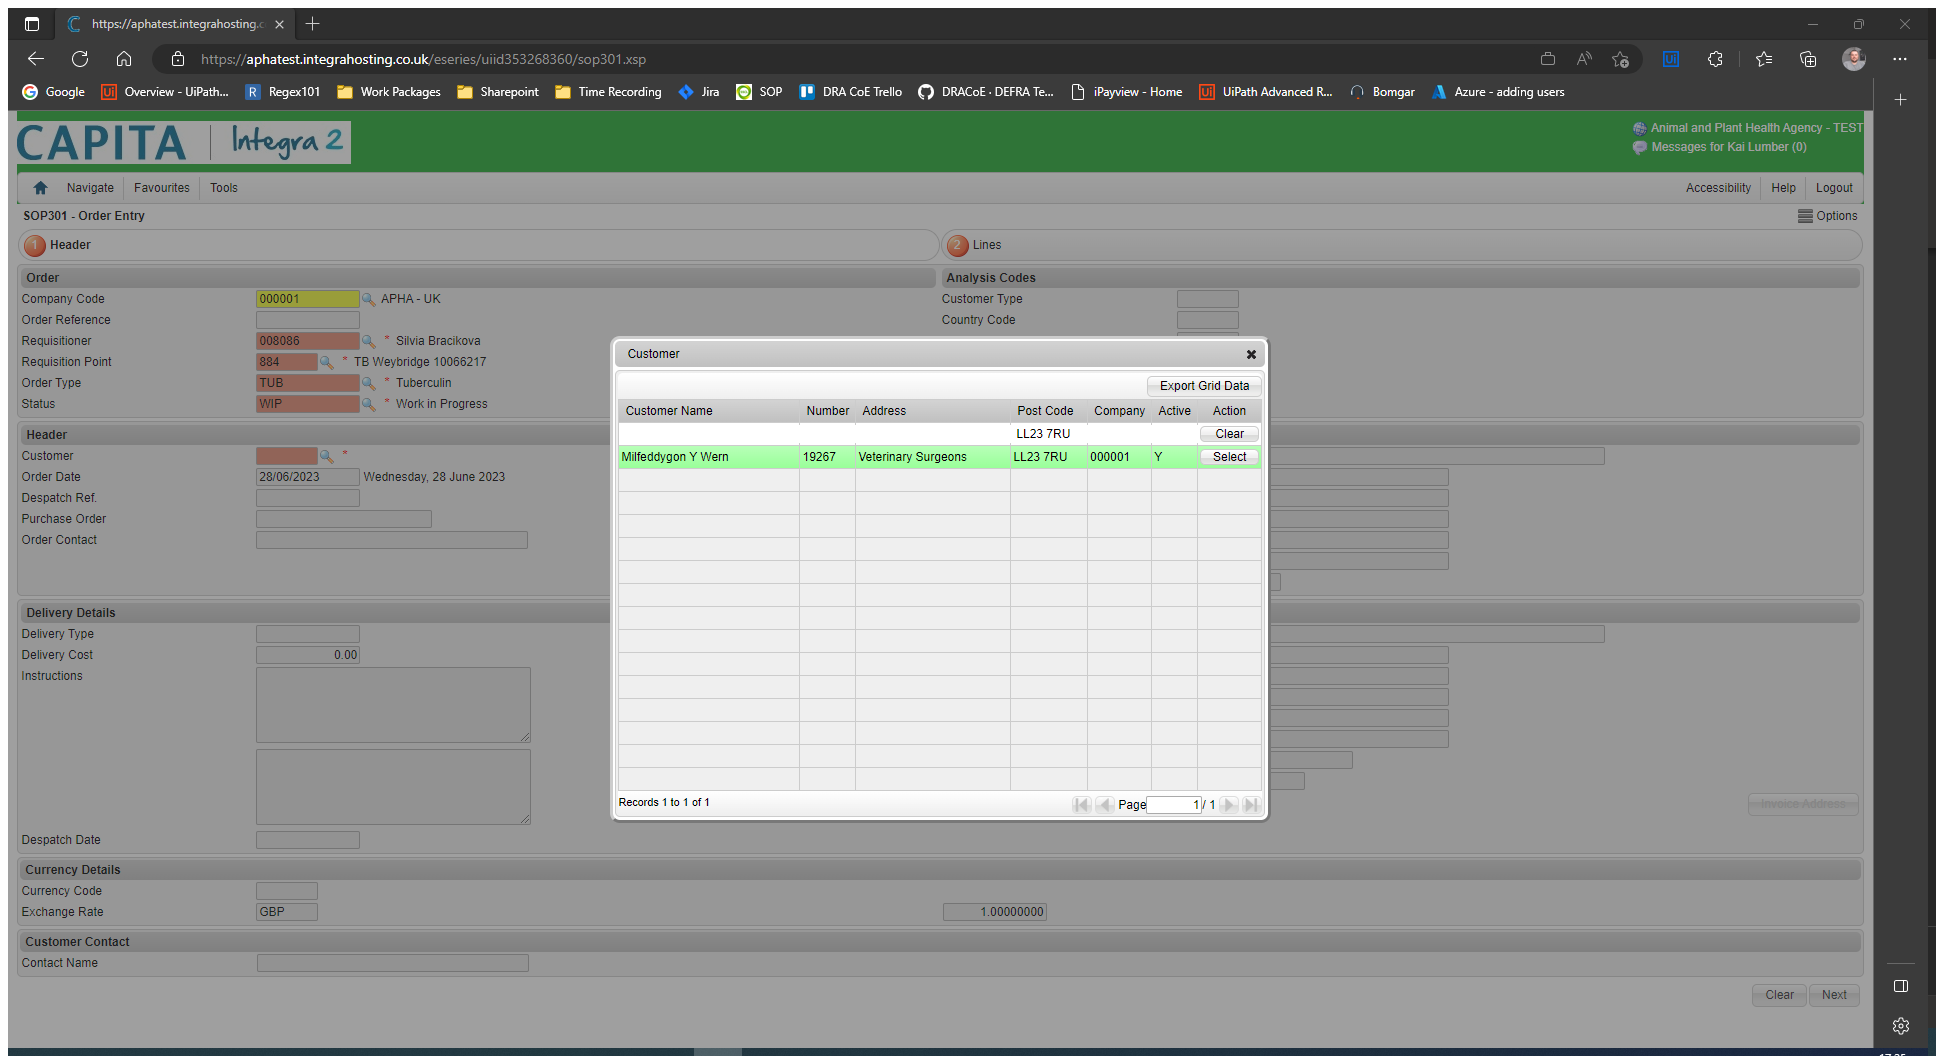 https://aphatest.integrahosting.c
https://aphatest.integrahosting.co.uk/eseries/uiid353268360/sop301.xsp
Google Overview - UiPath... Regex101 Work Packages Sharepoint Time Recording Jira SOP DRA CoE Trello DRACoE · DEFRA Te... iPayview - Home UiPath Advanced R... Bomgar Azure - adding users
CAPITA Integra 2
Animal and Plant Health Agency - TEST
Messages for Kai Lumber (0)
Navigate Favourites Tools Accessibility Help Logout
SOP301 - Order Entry Options
1 Header 2 Lines
Order Analysis Codes
Company Code 000001 APHA - UK Customer Type
Order Reference Country Code
Requisitioner 008086 * Silvia Bracikova
Requisition Point 884 * TB Weybridge 10066217
Order Type TUB * Tuberculin
Status WIP * Work in Progress
Header
Customer *
Order Date 28/06/2023 Wednesday, 28 June 2023
Despatch Ref.
Purchase Order
Order Contact
Delivery Details
Delivery Type
Delivery Cost 0.00
Instructions
Invoice Address
Despatch Date
Currency Details
Currency Code
Exchange Rate GBP 1.00000000
Customer Contact
Contact Name
Clear Next
Customer
Export Grid Data
Customer Name Number Address Post Code Company Active Action
LL23 7RU Clear
Milfeddygon Y Wern 19267 Veterinary Surgeons LL23 7RU 000001 Y Select
Records 1 to 1 of 1 Page 1 / 1